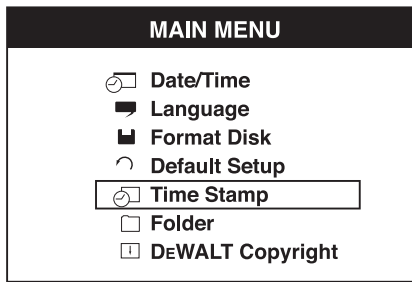 MAIN MENU
Date/Time
Language
Format Disk
Default Setup
Time Stamp
Folder
DEWALT Copyright